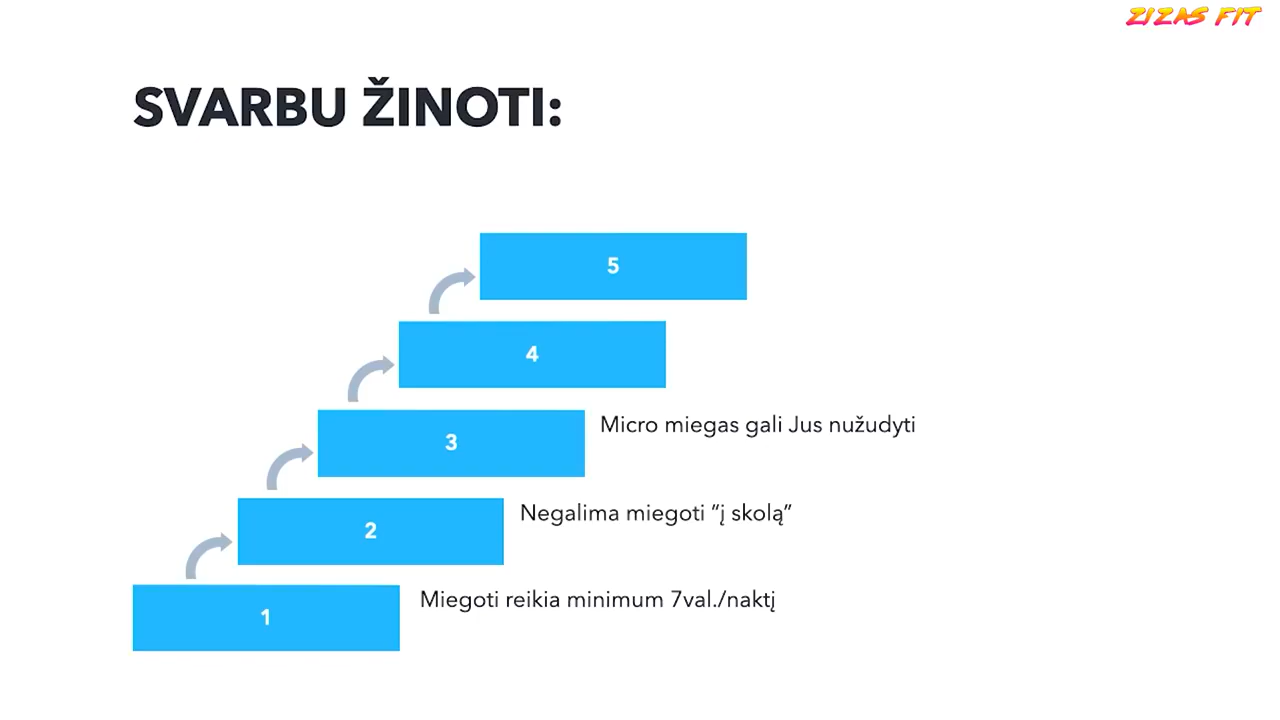 ZIZAS FIT
SVARBU ŽINOTI:
5
4
3
Micro miegas gali Jus nužudyti
2
Negalima miegoti ”į skolą”
1
Miegoti reikia minimum 7val./naktį